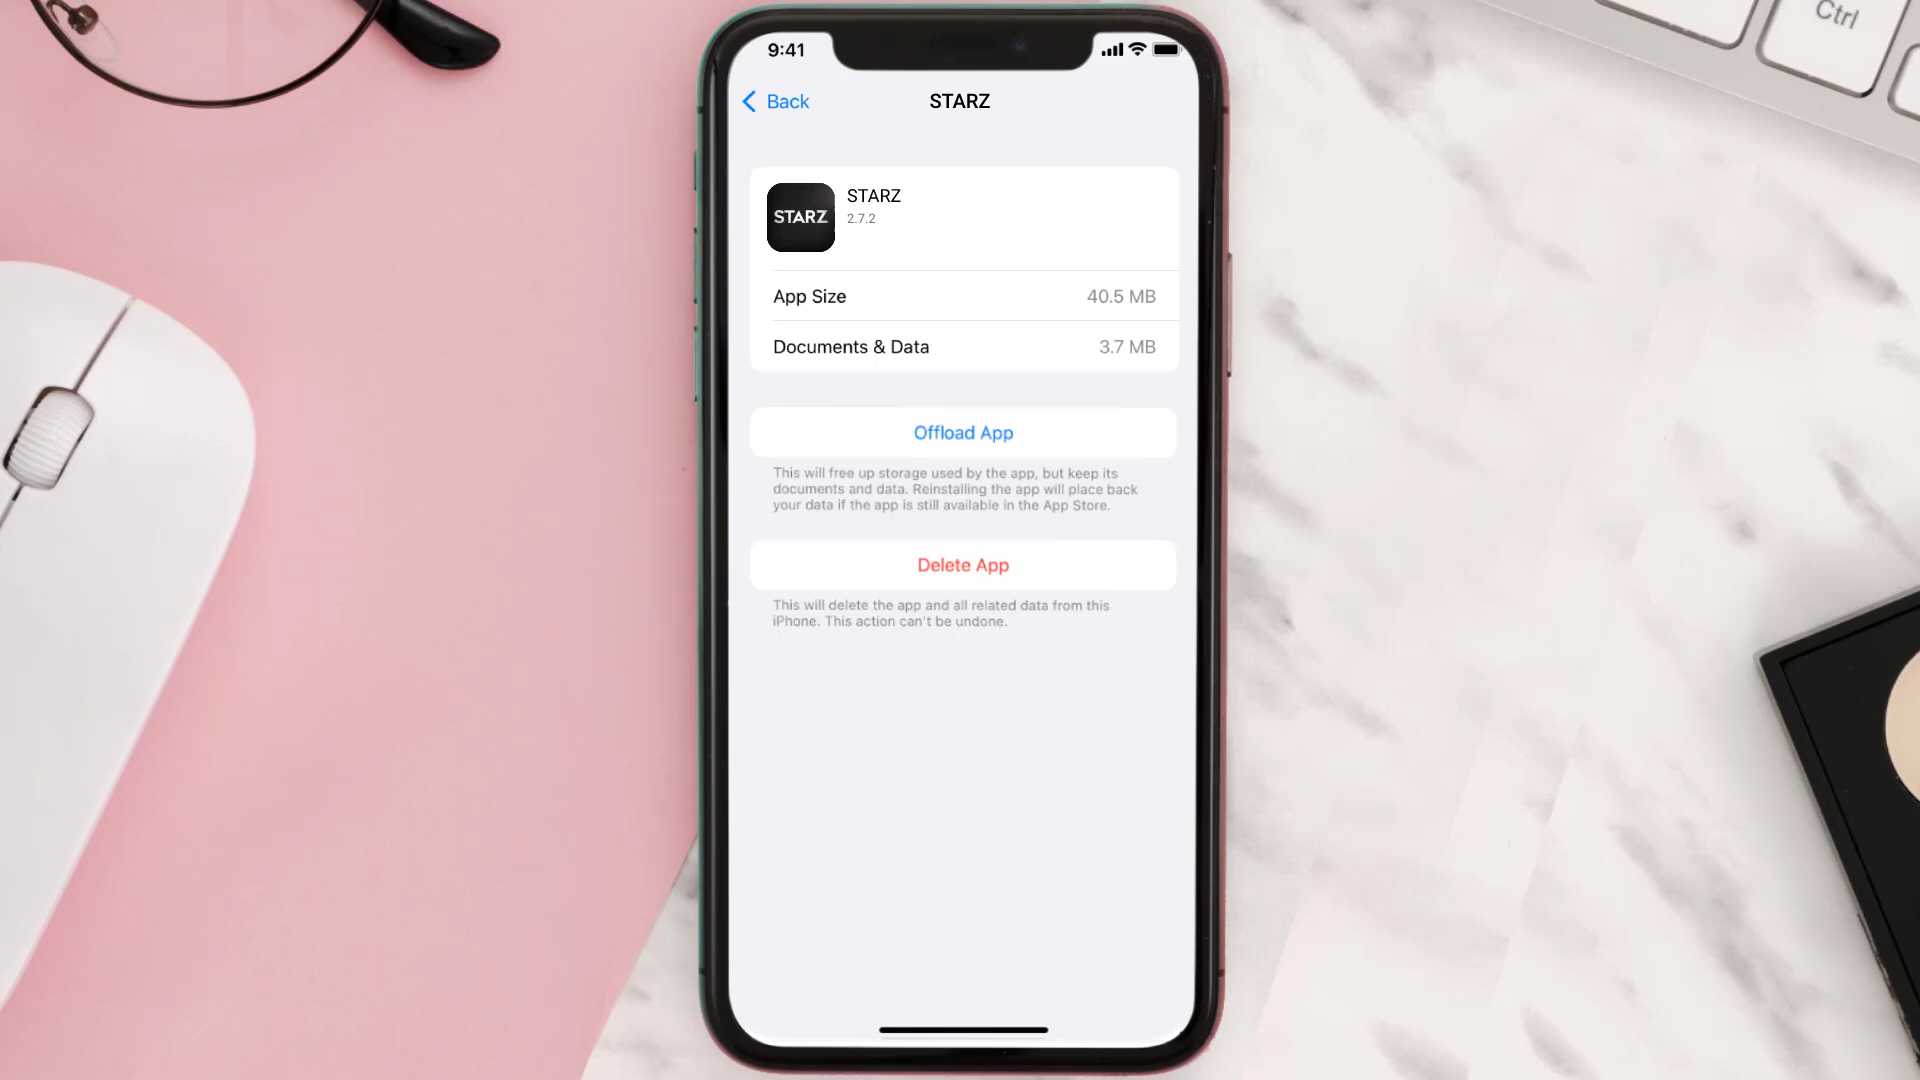 Ctrl
9:41
Back
STARZ
STARZ
STARZ
2.7.2
App Size
40.5 MB
Documents & Data
3.7 MB
Offload App
This will free up storage used by the app, but keep its
documents and data. Reinstalling the app will place back
your data if the app is still available in the App Store.
Delete App
This will delete the app and all related data from this
iPhone. This action can't be undone.